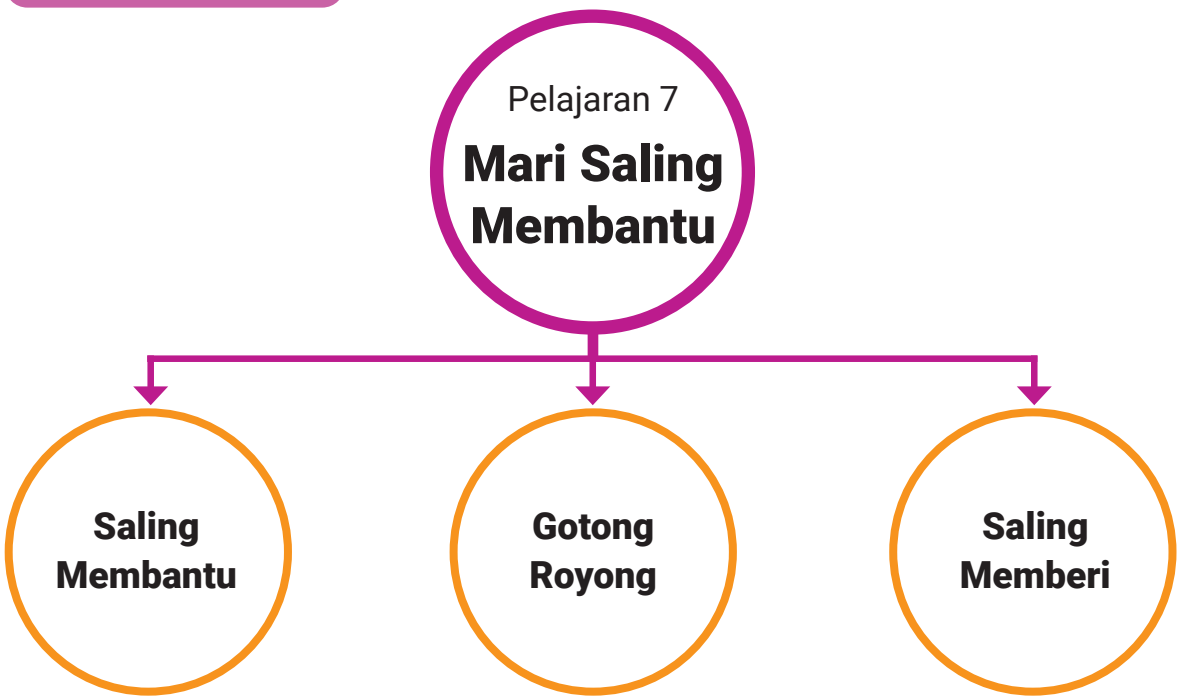 Pelajaran 7
Mari Saling
Membantu
Saling
Membantu
Gotong
Royong
Saling
Memberi